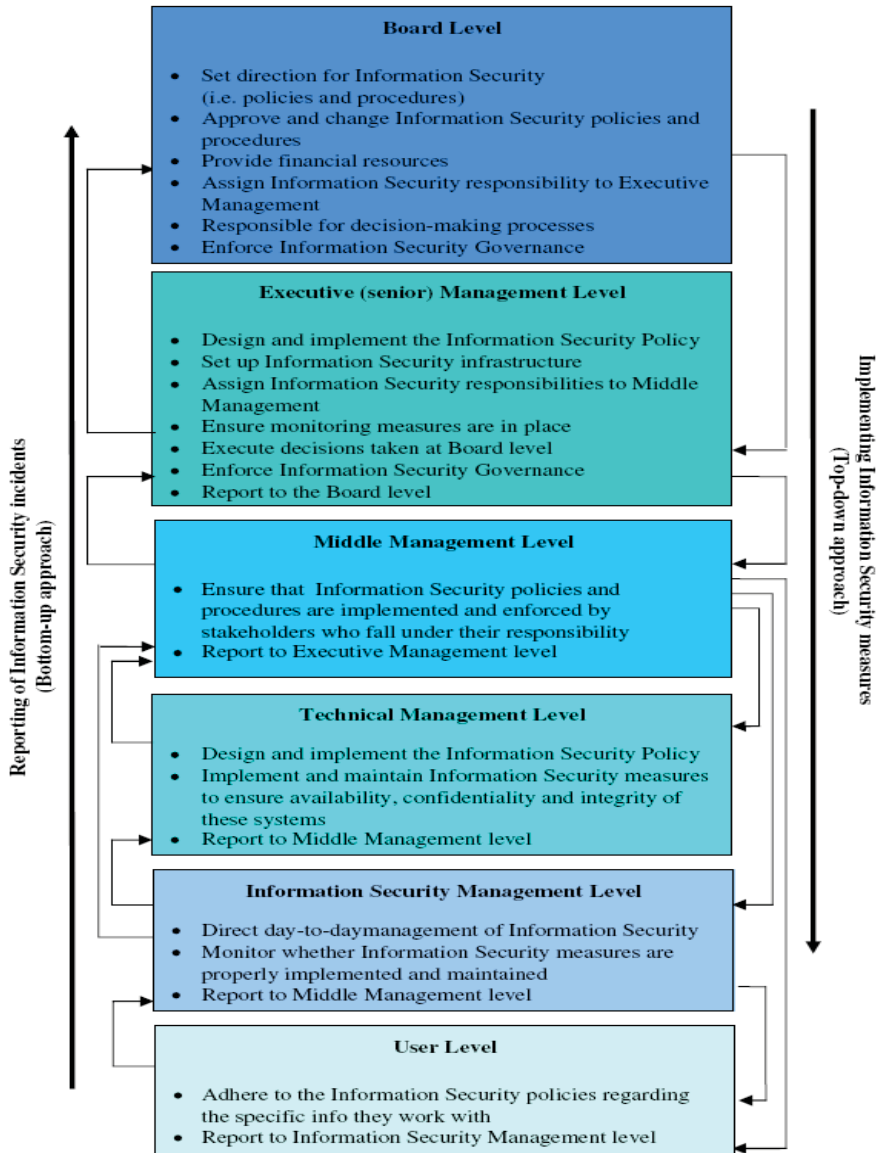 Board Level
• Set direction for Information Security
(i.e. policies and procedures)
• Approve and change Information Security policies and
procedures
• Provide financial resources
• Assign Information Security responsibility to Executive
Management
• Responsible for decision-making processes
• Enforce Information Security Governance
Executive (senior) Management Level
• Design and implement the Information Security Policy
• Set up Information Security infrastructure
• Assign Information Security responsibilities to Middle
Management
• Ensure monitoring measures are in place
• Execute decisions taken at Board level
• Enforce Information Security Governance
• Report to the Board level
Middle Management Level
• Ensure that Information Security policies and
procedures are implemented and enforced by
stakeholders who fall under their responsibility
• Report to Executive Management level
Technical Management Level
• Design and implement the Information Security Policy
• Implement and maintain Information Security measures
to ensure availability, confidentiality and integrity of
these systems
• Report to Middle Management level
Information Security Management Level
• Direct day-to-daymanagement of Information Security
• Monitor whether Information Security measures are
properly implemented and maintained
• Report to Middle Management level
User Level
• Adhere to the Information Security policies regarding
the specific info they work with
• Report to Information Security Management level
Reporting of Information Security incidents
(Bottom-up approach)
Implementing Information Security measures
(Top-down approach)